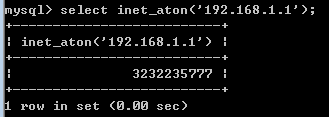 mysql> select inet_aton('192.168.1.1');
+--------------------------+
| inet_aton('192.168.1.1') |
+--------------------------+
|               3232235777 |
+--------------------------+
1 row in set (0.00 sec)